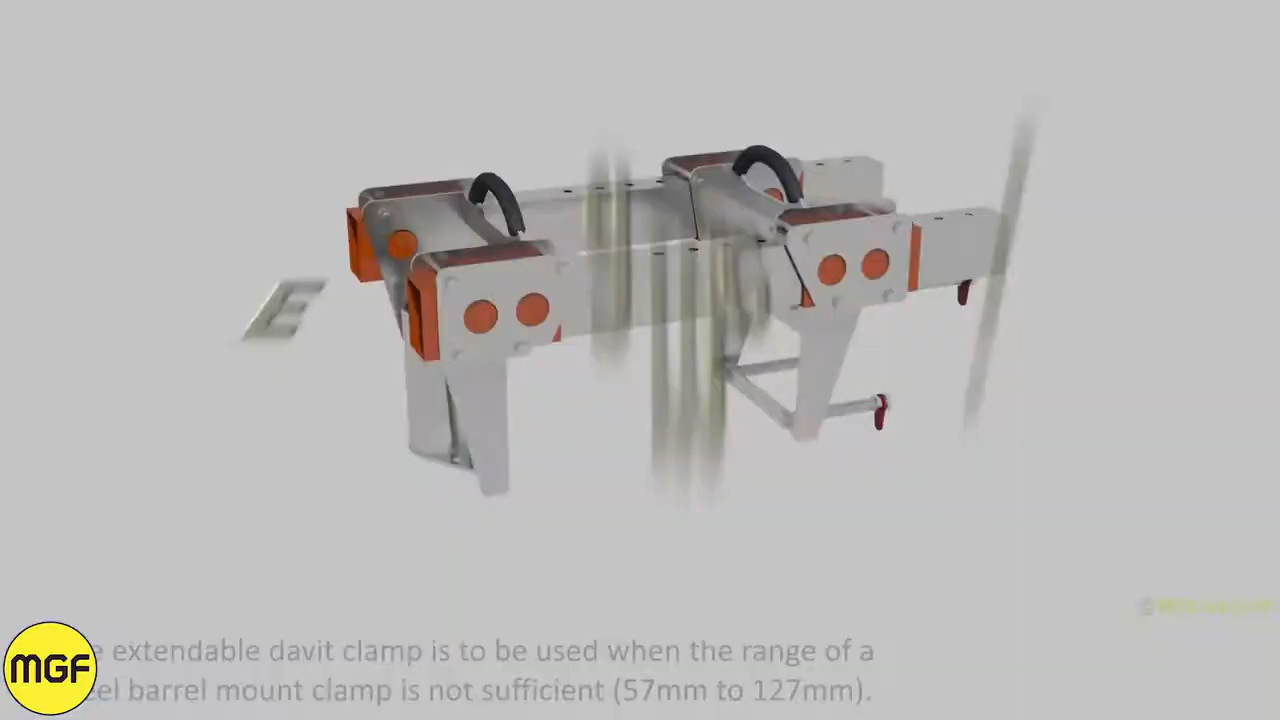 extendable davit clamp is to be used when the range of a
barrel mount clamp is not sufficient (57mm to 127mm).
MGF